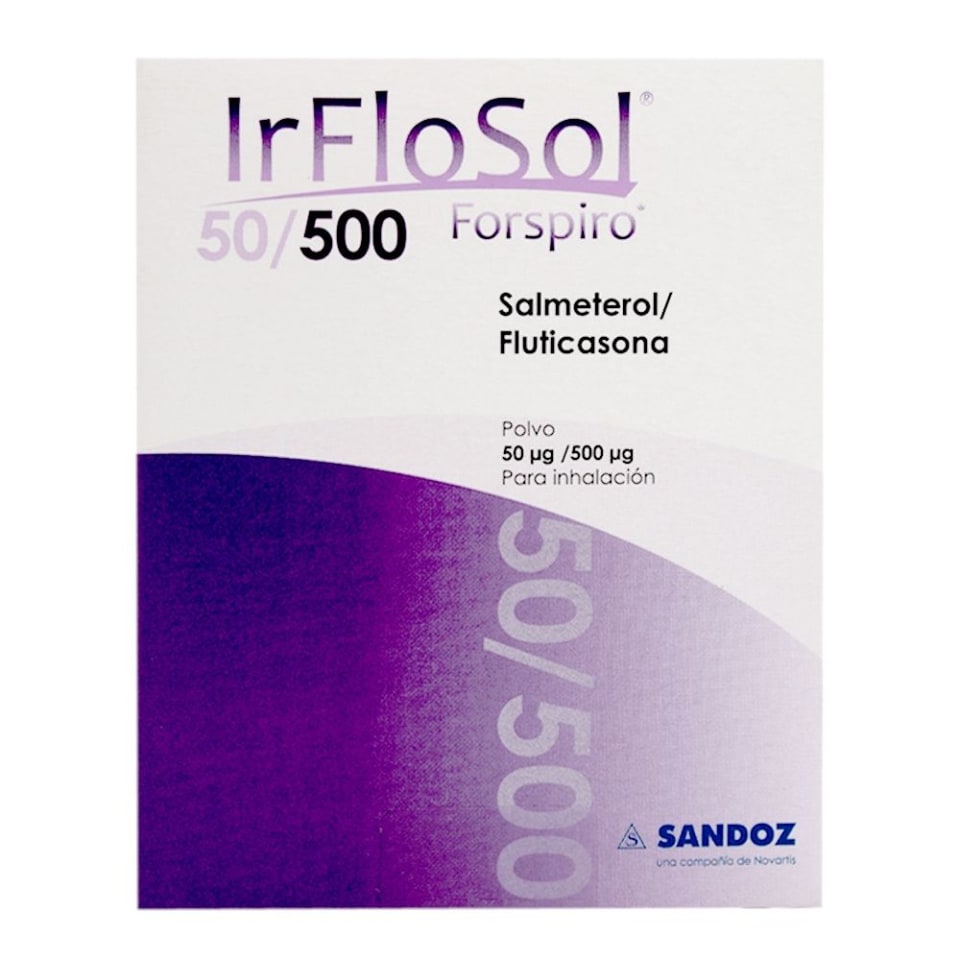 IrFloSol®
50/500 Forspiro
Salmeterol/
Fluticasona
Polvo
50 µg /500 µg
Para inhalación
50/500
S SANDOZ
una compañía de Novartis